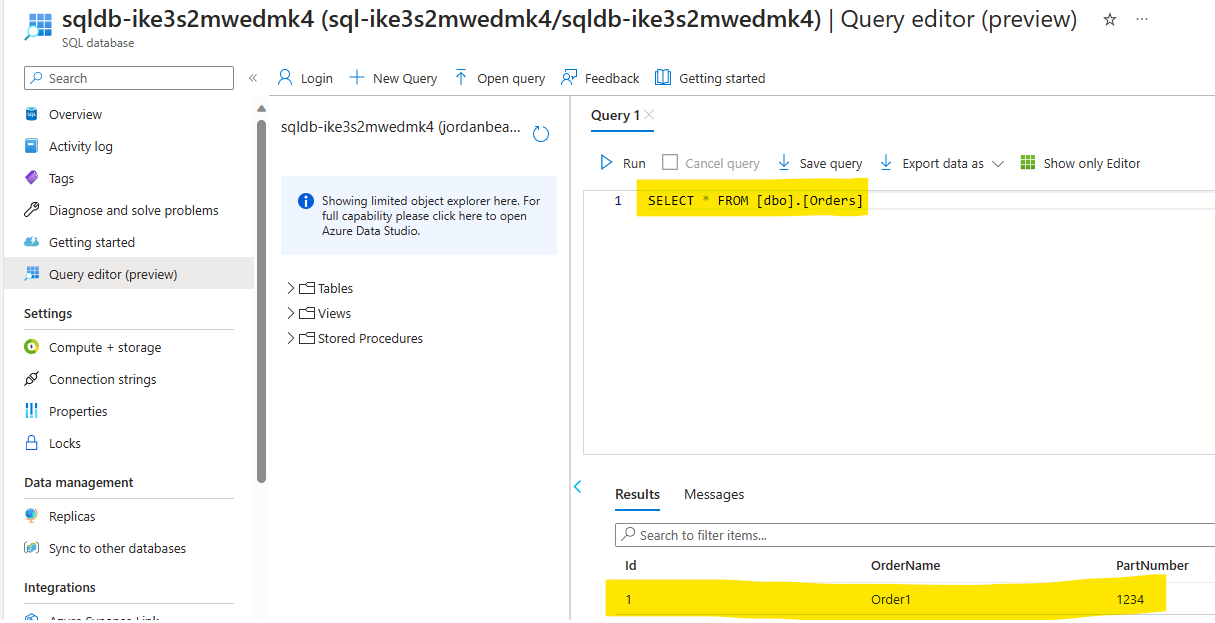 sqldb-ike3s2mwedmk4 (sql-ike3s2mwedmk4/sqldb-ike3s2mwedmk4) | Query editor (preview)
SQL database
Search
Login
New Query
Open query
Feedback
Getting started
Overview
Activity log
Tags
Diagnose and solve problems
Getting started
Query editor (preview)
Settings
Compute + storage
Connection strings
Properties
Locks
Data management
Replicas
Sync to other databases
Integrations
sqldb-ike3s2mwedmk4 (jordanbea...
Showing limited object explorer here. For
full capability please click here to open
Azure Data Studio.
Tables
Views
Stored Procedures
Query 1
Run
Cancel query
Save query
Export data as
Show only Editor
1 SELECT * FROM [dbo].[Orders]
Results
Messages
Search to filter items...
Id OrderName PartNumber
1 Order1 1234